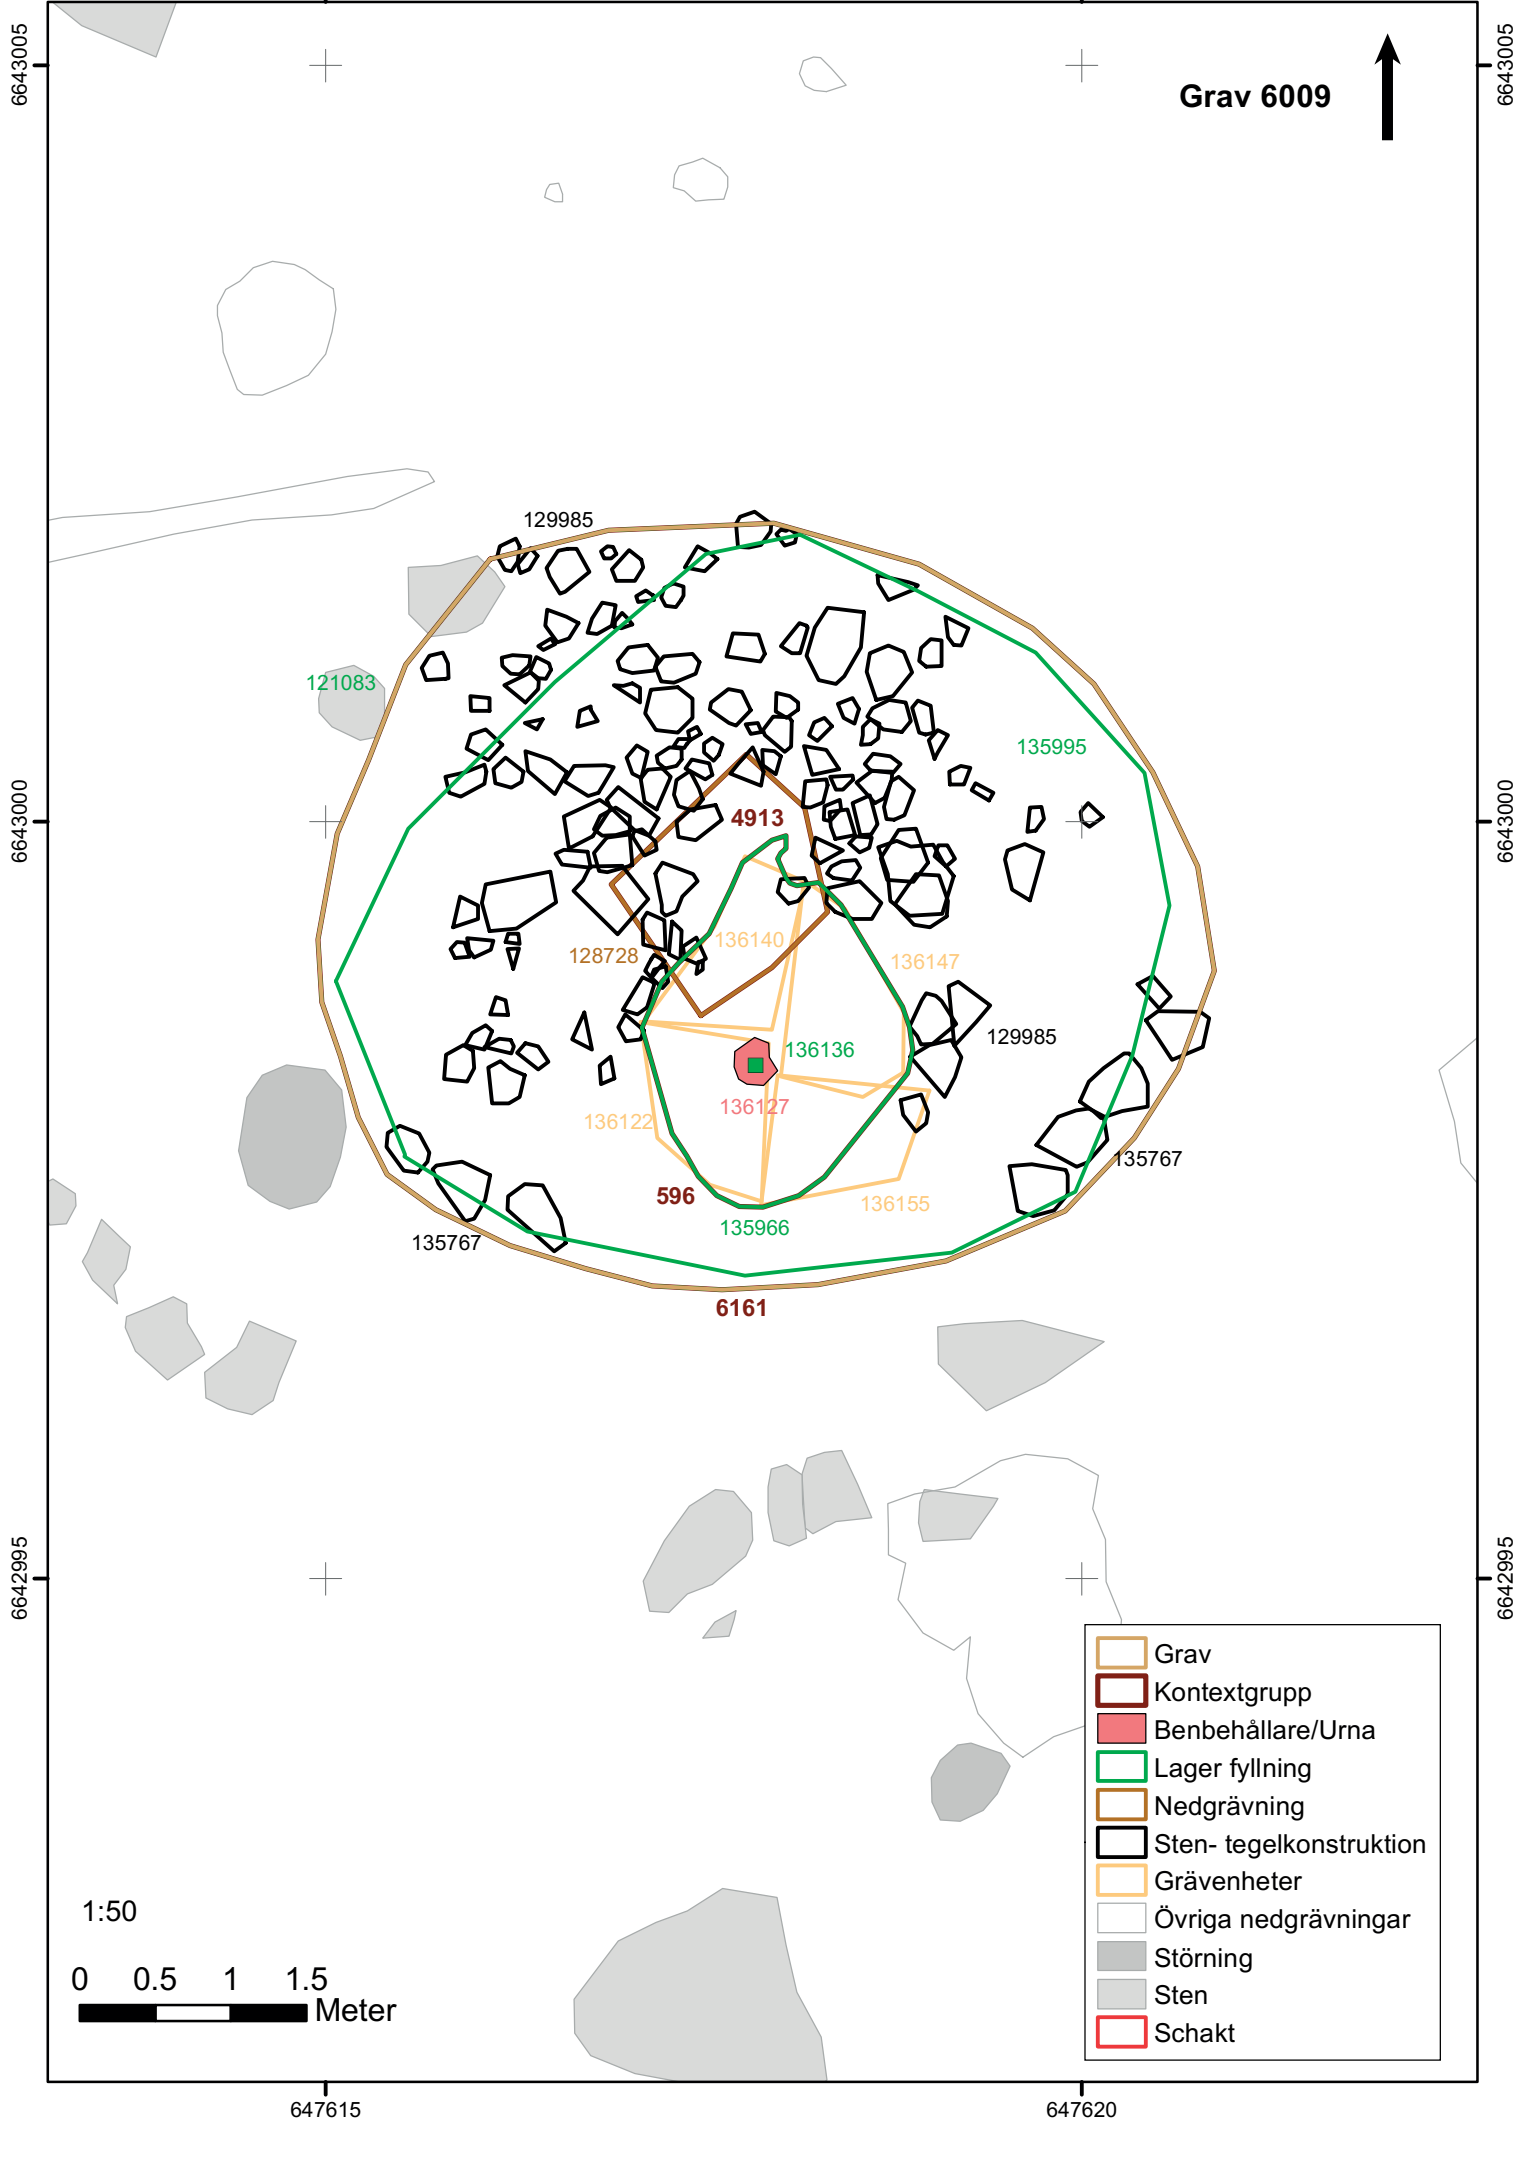 6643005
6643005
Grav 6009
129985
121083
135995
6643000
6643000
4913
136140
128728
136147
129985
136136
136127
136122
135767
596
136155
135966
135767
6161
6642995
6642995
Grav
Kontextgrupp
Benbehållare/Urna
Lager fyllning
Nedgrävning
Sten- tegelkonstruktion
Grävenheter
Övriga nedgrävningar
Störning
Sten
Schakt
1:50
0 0.5 1 1.5
Meter
647615
647620